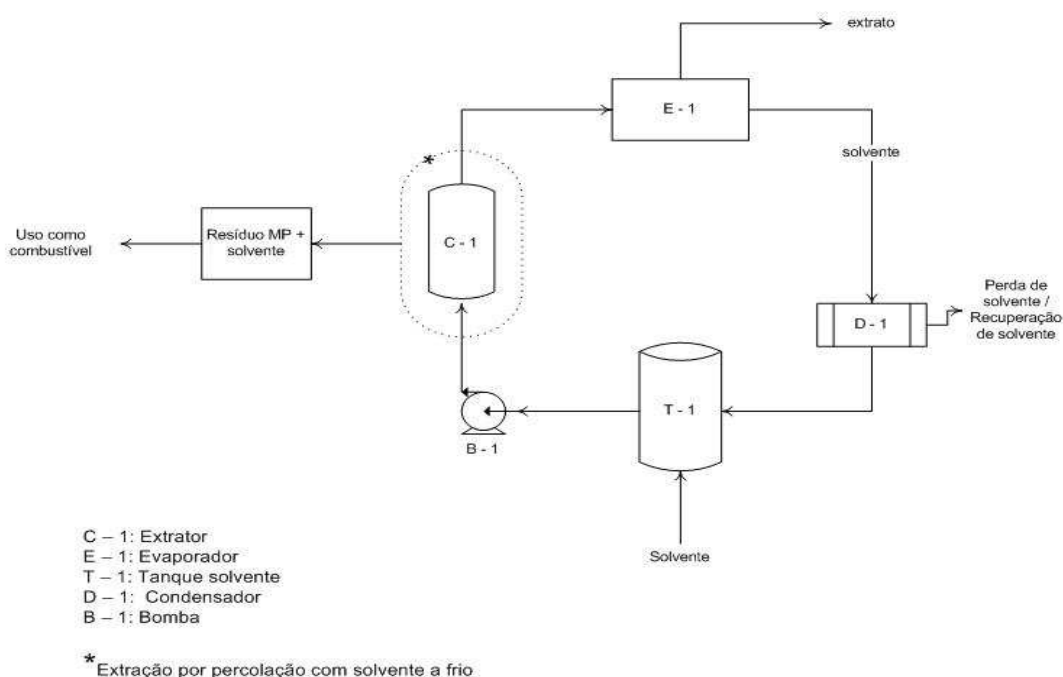 extrato
E - 1
solvente
*
C - 1
Resíduo MP +
solvente
Uso como
combustível
Perda de
solvente /
Recuperação
de solvente
D - 1
T - 1
B - 1
Solvente
C – 1: Extrator
E – 1: Evaporador
T – 1: Tanque solvente
D – 1:  Condensador
B – 1: Bomba
*Extração por percolação com solvente a frio